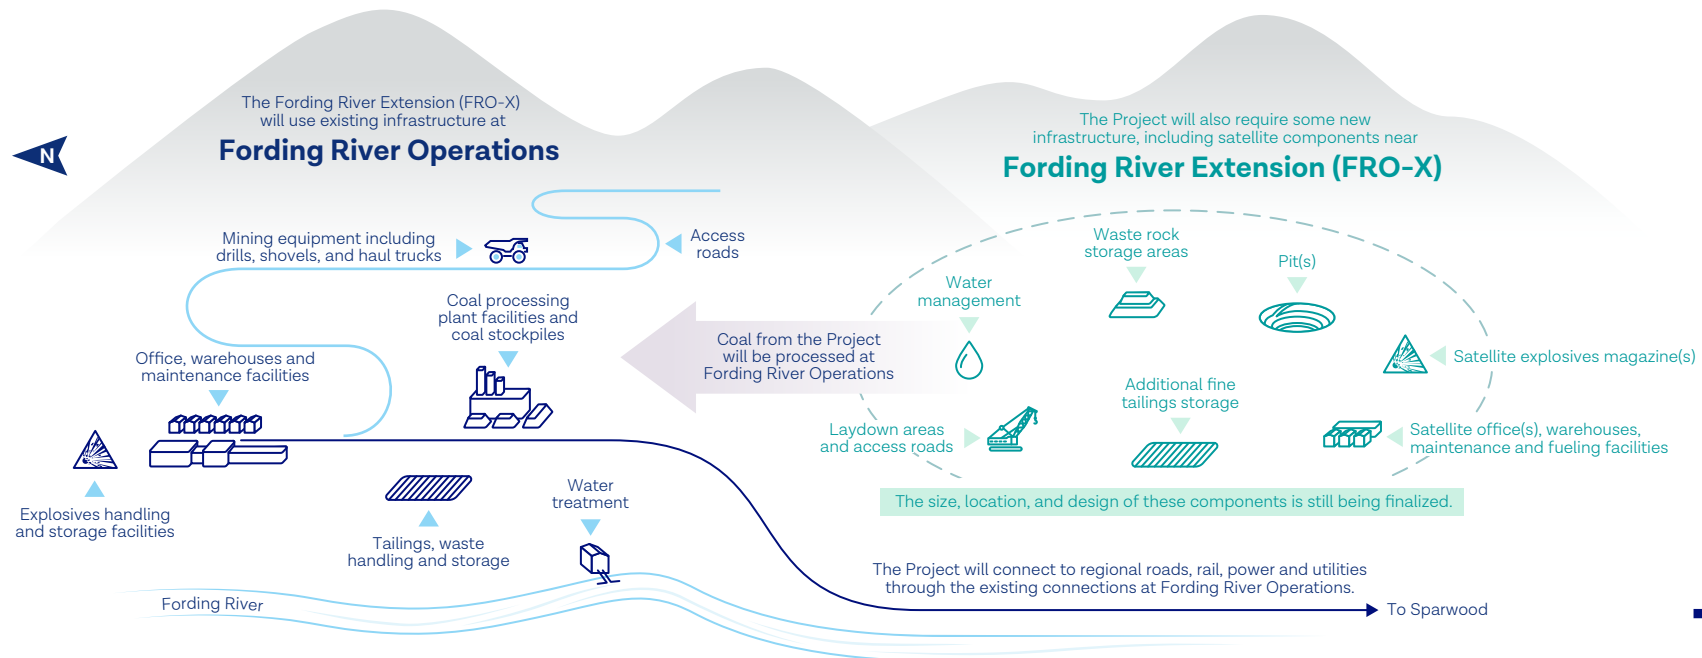 The Fording River Extension (FRO-X)
will use existing infrastructure at
Fording River Operations
N
Mining equipment including
drills, shovels, and haul trucks
Access
roads
Coal processing
plant facilities and
coal stockpiles
Office, warehouses and
maintenance facilities
Explosives handling
and storage facilities
Tailings, waste
handling and storage
Water
treatment
Fording River
Coal from the Project
will be processed at
Fording River Operations
The Project will also require some new
infrastructure, including satellite components near
Fording River Extension (FRO-X)
Waste rock
storage areas
Pit(s)
Water
management
Satellite explosives magazine(s)
Additional fine
tailings storage
Laydown areas
and access roads
Satellite office(s), warehouses,
maintenance and fueling facilities
The size, location, and design of these components is still being finalized.
The Project will connect to regional roads, rail, power and utilities
through the existing connections at Fording River Operations.
To Sparwood